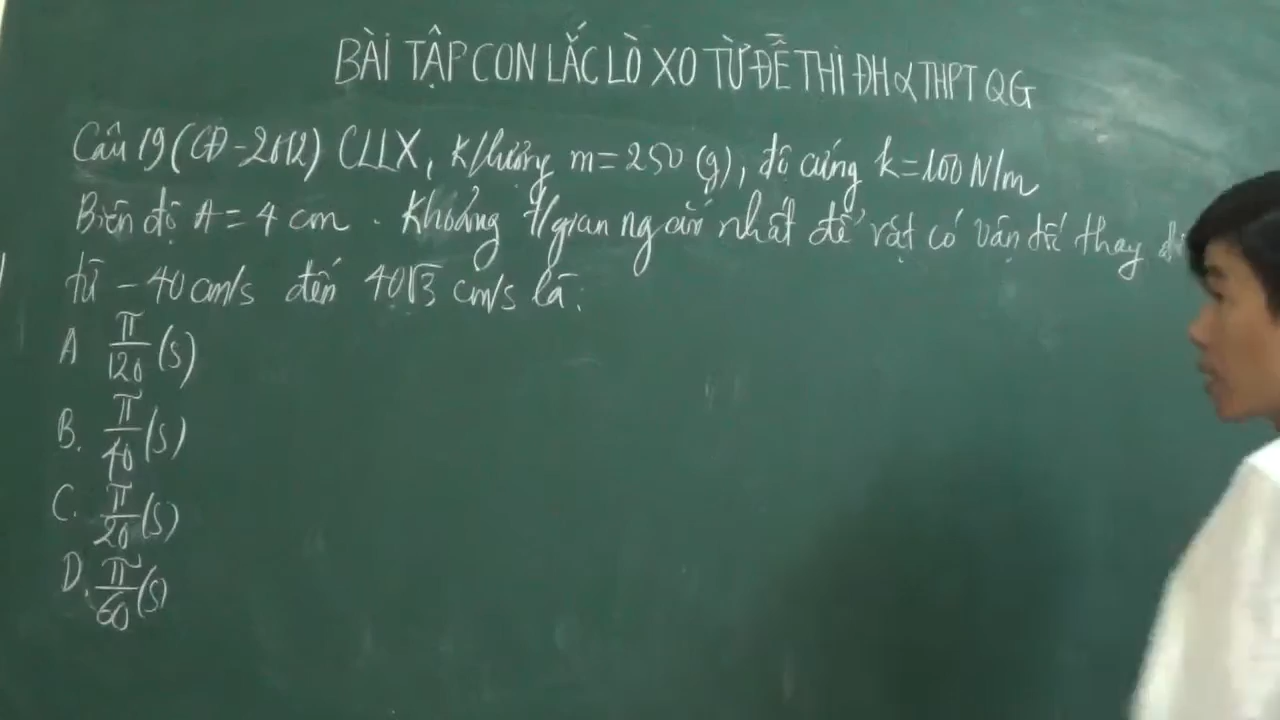 BÀI TẬP CON LẮC LÒ XO TỪ ĐỀ THI ĐH & THPT QG
Câu 19 (CĐ-2012) CLLX, k/lượng m = 250 (g), độ cứng k = 100 N/m
Biên độ A = 4 cm. Khoảng t/gian ngắn nhất để vật có vận tốc thay
từ - 40 cm/s đến 40√3 cm/s là:
A π/120 (s)
B. π/40 (s)
C. π/20 (s)
D. π/60 (s)